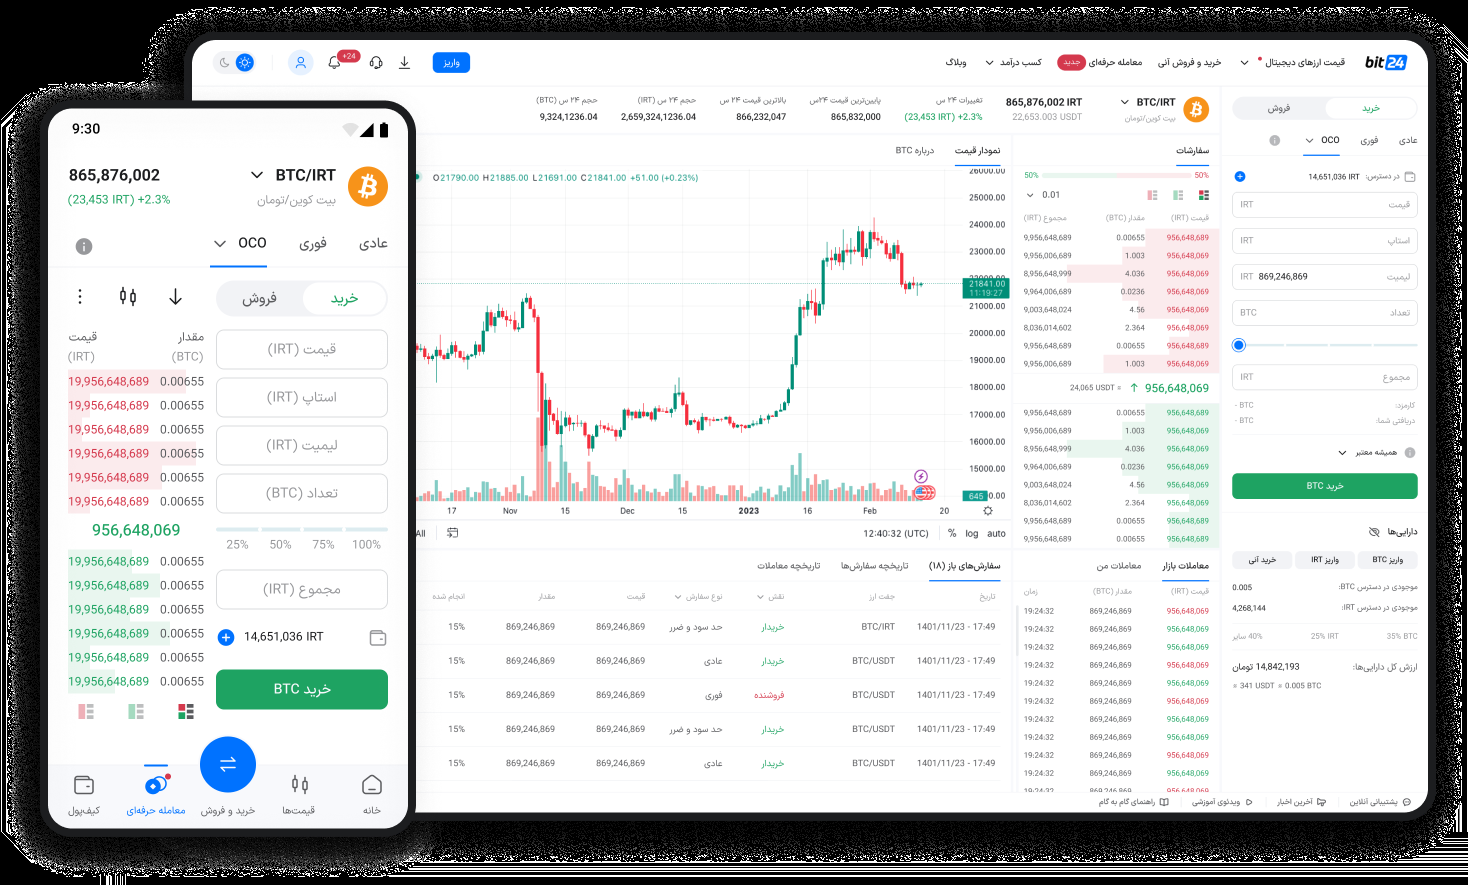 bit24
قیمت ارزهای دیجیتال
خرید و فروش آنی
معامله حرفه‌ای جدید
کسب درآمد
وبلاگ
واریز
+24
BTC/IRT
بیت کوین/تومان
865,876,002 IRT
22,653.003 USDT
تغییرات ۲۴ س
(23,453 IRT) +2.3%
پایین‌ترین قیمت ۲۴س
865,832,000
بالاترین قیمت ۲۴ س
866,232,047
حجم ۲۴ س (IRT)
2,659,324,1236.04
حجم ۲۴ س (BTC)
9,324,1236.04
خرید
فروش
عادی
فوری
OCO
در دسترس: 14,651,036 IRT
قیمت IRT
استاپ IRT
لیمیت 869,246,869 IRT
تعداد BTC
مجموع IRT
کارمزد: - BTC
دریافتی شما: - BTC
همیشه معتبر
خرید BTC
دارایی‌ها
واریز BTC
واریز IRT
خرید آنی
موجودی در دسترس BTC: 0.005
موجودی در دسترس IRT: 4,268,144
35% BTC
25% IRT
40% سایر
ارزش کل دارایی‌ها: 14,842,193 تومان
≈ 341 USDT ≈ 0.005 BTC
سفارشات
50% 50%
0.01
قیمت (IRT) مقدار (BTC) مجموع (IRT)
9,956,648,689 0.00655 956,648,689
9,956,006,689 1.003 956,648,689
8,956,648,999 4.036 956,648,689
9,964,006,689 0.0236 956,648,689
9,003,648,024 4.56 956,648,689
8,036,014,602 2.364 956,648,689
9,956,648,689 0.00655 956,648,689
9,956,006,689 1.003 956,648,689
24,065 USDT ≈ ↑ 956,648,069
9,956,648,689 0.00655 956,648,689
9,956,006,689 1.003 956,648,689
8,956,648,999 4.036 956,648,689
9,964,006,689 0.0236 956,648,689
9,003,648,024 4.56 956,648,689
8,036,014,602 2.364 956,648,689
9,956,648,689 0.00655 956,648,689
9,956,648,689 0.00655 956,648,689
معاملات بازار
معاملات من
قیمت (IRT) مقدار (BTC) زمان
19:24:32 869,246,869 956,648,069
19:24:32 869,246,869 956,648,069
19:24:32 869,246,869 956,648,069
19:24:32 869,246,869 956,648,069
19:24:32 869,246,869 956,648,069
19:24:32 869,246,869 956,648,069
19:24:32 869,246,869 956,648,069
19:24:32 869,246,869 956,648,069
19:24:32 869,246,869 956,648,069
19:24:32 869,246,869 956,648,069
19:24:32 869,246,869 956,648,069
نمودار قیمت
درباره BTC
O21790.00 H21885.00 L21691.00 C21841.00 +51.00 (+0.23%)
26000.00
25000.00
24000.00
23000.00
22000.00
21841.00
11:19:27
21000.00
20000.00
19000.00
18000.00
17000.00
16000.00
15000.00
645
17 Nov 15 Dec 15 2023 16 Feb 20
All
12:40:32 (UTC) % log auto
سفارش‌های باز (۱۸)
تاریخچه سفارش‌ها
تاریخچه معاملات
تاریخ جفت ارز نقش نوع سفارش قیمت مقدار انجام شده
1401/11/23 - 17:49 BTC/IRT خریدار حد سود و ضرر 869,246,869 869,246,869 15%
1401/11/23 - 17:49 BTC/USDT خریدار عادی 869,246,869 869,246,869 15%
1401/11/23 - 17:49 BTC/USDT فروشنده فوری 869,246,869 869,246,869 15%
1401/11/23 - 17:49 BTC/USDT خریدار حد سود و ضرر 869,246,869 869,246,869 15%
1401/11/23 - 17:49 BTC/USDT خریدار عادی 869,246,869 869,246,869 15%
پشتیبانی آنلاین
آخرین اخبار
ویدئوی آموزشی
راهنمای گام به گام
9:30
BTC/IRT
بیت کوین/تومان
865,876,002
(23,453 IRT) +2.3%
عادی
فوری
OCO
خرید
فروش
قیمت (IRT)
استاپ (IRT)
لیمیت (IRT)
تعداد (BTC)
25% 50% 75% 100%
مجموع (IRT)
14,651,036 IRT
خرید BTC
مقدار قیمت
(BTC) (IRT)
19,956,648,689 0.00655
19,956,648,689 0.00655
19,956,648,689 0.00655
19,956,648,689 0.00655
19,956,648,689 0.00655
19,956,648,689 0.00655
956,648,069
19,956,648,689 0.00655
19,956,648,689 0.00655
19,956,648,689 0.00655
19,956,648,689 0.00655
19,956,648,689 0.00655
19,956,648,689 0.00655
خانه
قیمت‌ها
خرید و فروش
معامله حرفه‌ای
کیف‌پول